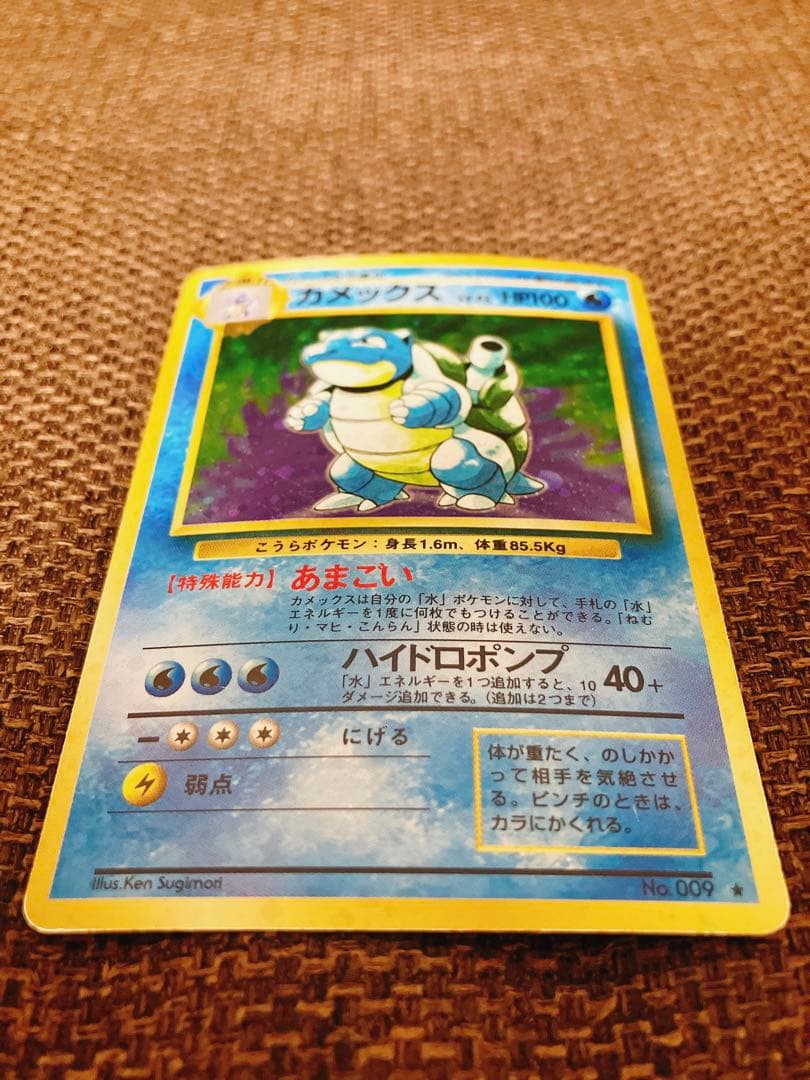 カメックス HP100
こうらポケモン：身長1.6m、体重85.5Kg
【特殊能力】あまごい
カメックスは自分の「水」ポケモンに対して、手札の「水」
エネルギーを1度に何枚でもつけることができる。「ねむ
り・マヒ・こんらん」状態の時は使えない。
ハイドロポンプ 40+
「水」エネルギーを1つ追加すると、10
ダメージ追加できる。（追加は2つまで）
にげる
弱点
体が重たく、のしかか
って相手を気絶させ
る。ピンチのときは、
カラにかくれる。
Illus.Ken Sugimori
No.009